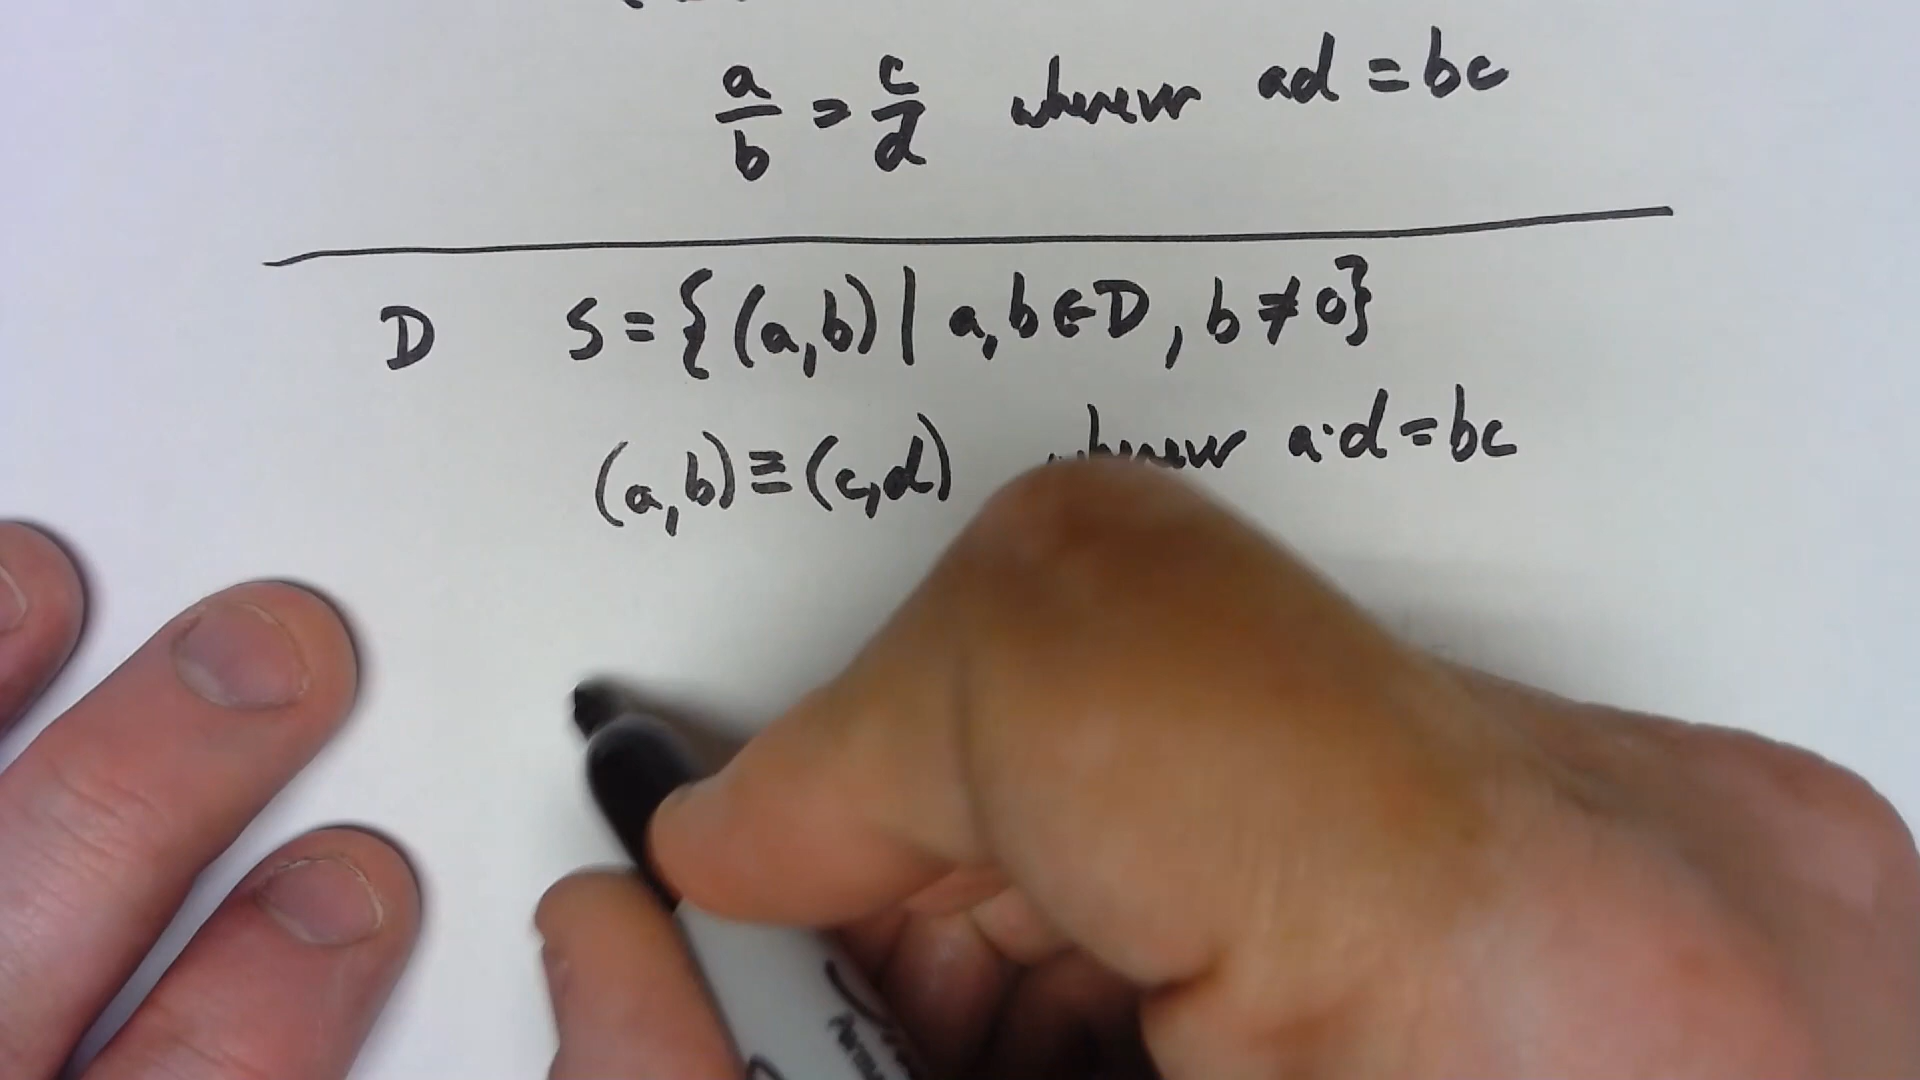 a/b = c/d whenever ad = bc
D S = {(a,b) | a,b ∈ D, b ≠ 0}
(a,b) ≡ (c,d) whenever a·d = bc